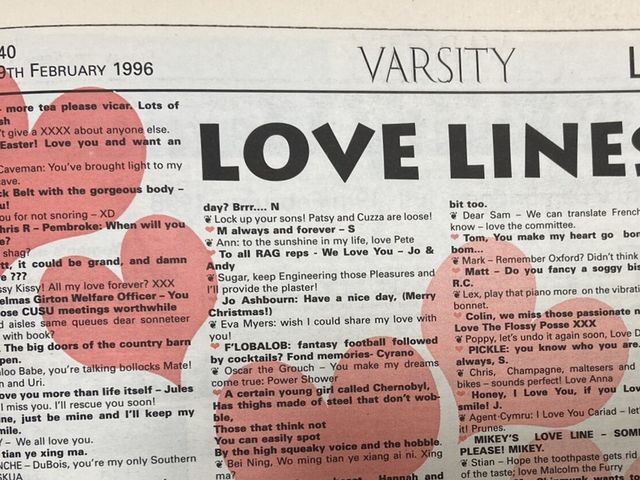 40
9TH FEBRUARY 1996
VARSITY
L
LOVE LINES
- more tea please vicar. Lots of
sh
't give a XXXX about anyone else.
Easter! Love you and want an
Caveman: You've brought light to my
cave.
ck Belt with the gorgeous body –
u!
ou for not snoring – XD
hris R – Pembroke: When will you
e?
shag?
tt, it could be grand, and damn
e ???
ssy Kissy! All my love forever? XXX
elmas Girton Welfare Officer – You
ose CUSU meetings worthwhile
d aisles same queues dear sonneteer
with book?
. The big doors of the country barn
pen.
aloo Babe, you're talking bollocks Mate!
n and Uri.
ove you more than life itself – Jules
I miss you. I'll rescue you soon!
ne, just be mine and I'll keep my
mile.
Y – We all love you.
tian ye xing ma.
NCHE – DuBois, you're my only Southern
SKUA
day? Brrr.... N
Lock up your sons! Patsy and Cuzza are loose!
M always and forever – S
Ann: to the sunshine in my life, love Pete
To all RAG reps - We Love You – Jo &
Andy
Sugar, keep Engineering those Pleasures and
I'll provide the plaster!
Jo Ashbourn: Have a nice day, (Merry
Christmas!)
Eva Myers: wish I could share my love with
you!
F'LOBALOB: fantasy football followed
by cocktails? Fond memories- Cyrano
Oscar the Grouch – You make my dreams
come true: Power Shower
A certain young girl called Chernobyl,
Has thighs made of steel that don't wob-
ble,
Those that think not
You can easily spot
By the high squeaky voice and the hobble.
Bei Ning, Wo ming tian ye xiang ai ni. Xing
ma?
Hannah and
bit too.
Dear Sam – We can translate French
know – love the committee.
Tom, You make my heart go bom
bom...
Mark – Remember Oxford? Didn't think
Matt – Do you fancy a soggy bi
R.C.
Lex, play that piano more on the vibratin
bonnet.
Colin, we miss those passionate n
Love The Flossy Posse XXX
Poppy, let's undo it again soon, Love D
PICKLE: you know who you are.
always, S.
Chris, Champagne, maltesers and
bikes – sounds perfect! Love Anna
Honey, I Love You, if you Lov
smile! J.
Agent-Cymru: I Love You Cariad – let
it! Prunes.
MIKEY'S LOVE LINE – SOM
PLEASE! MIKEY.
Stian – Hope the toothpaste gets rid
of the taste; love Malcolm the Furry
wants to